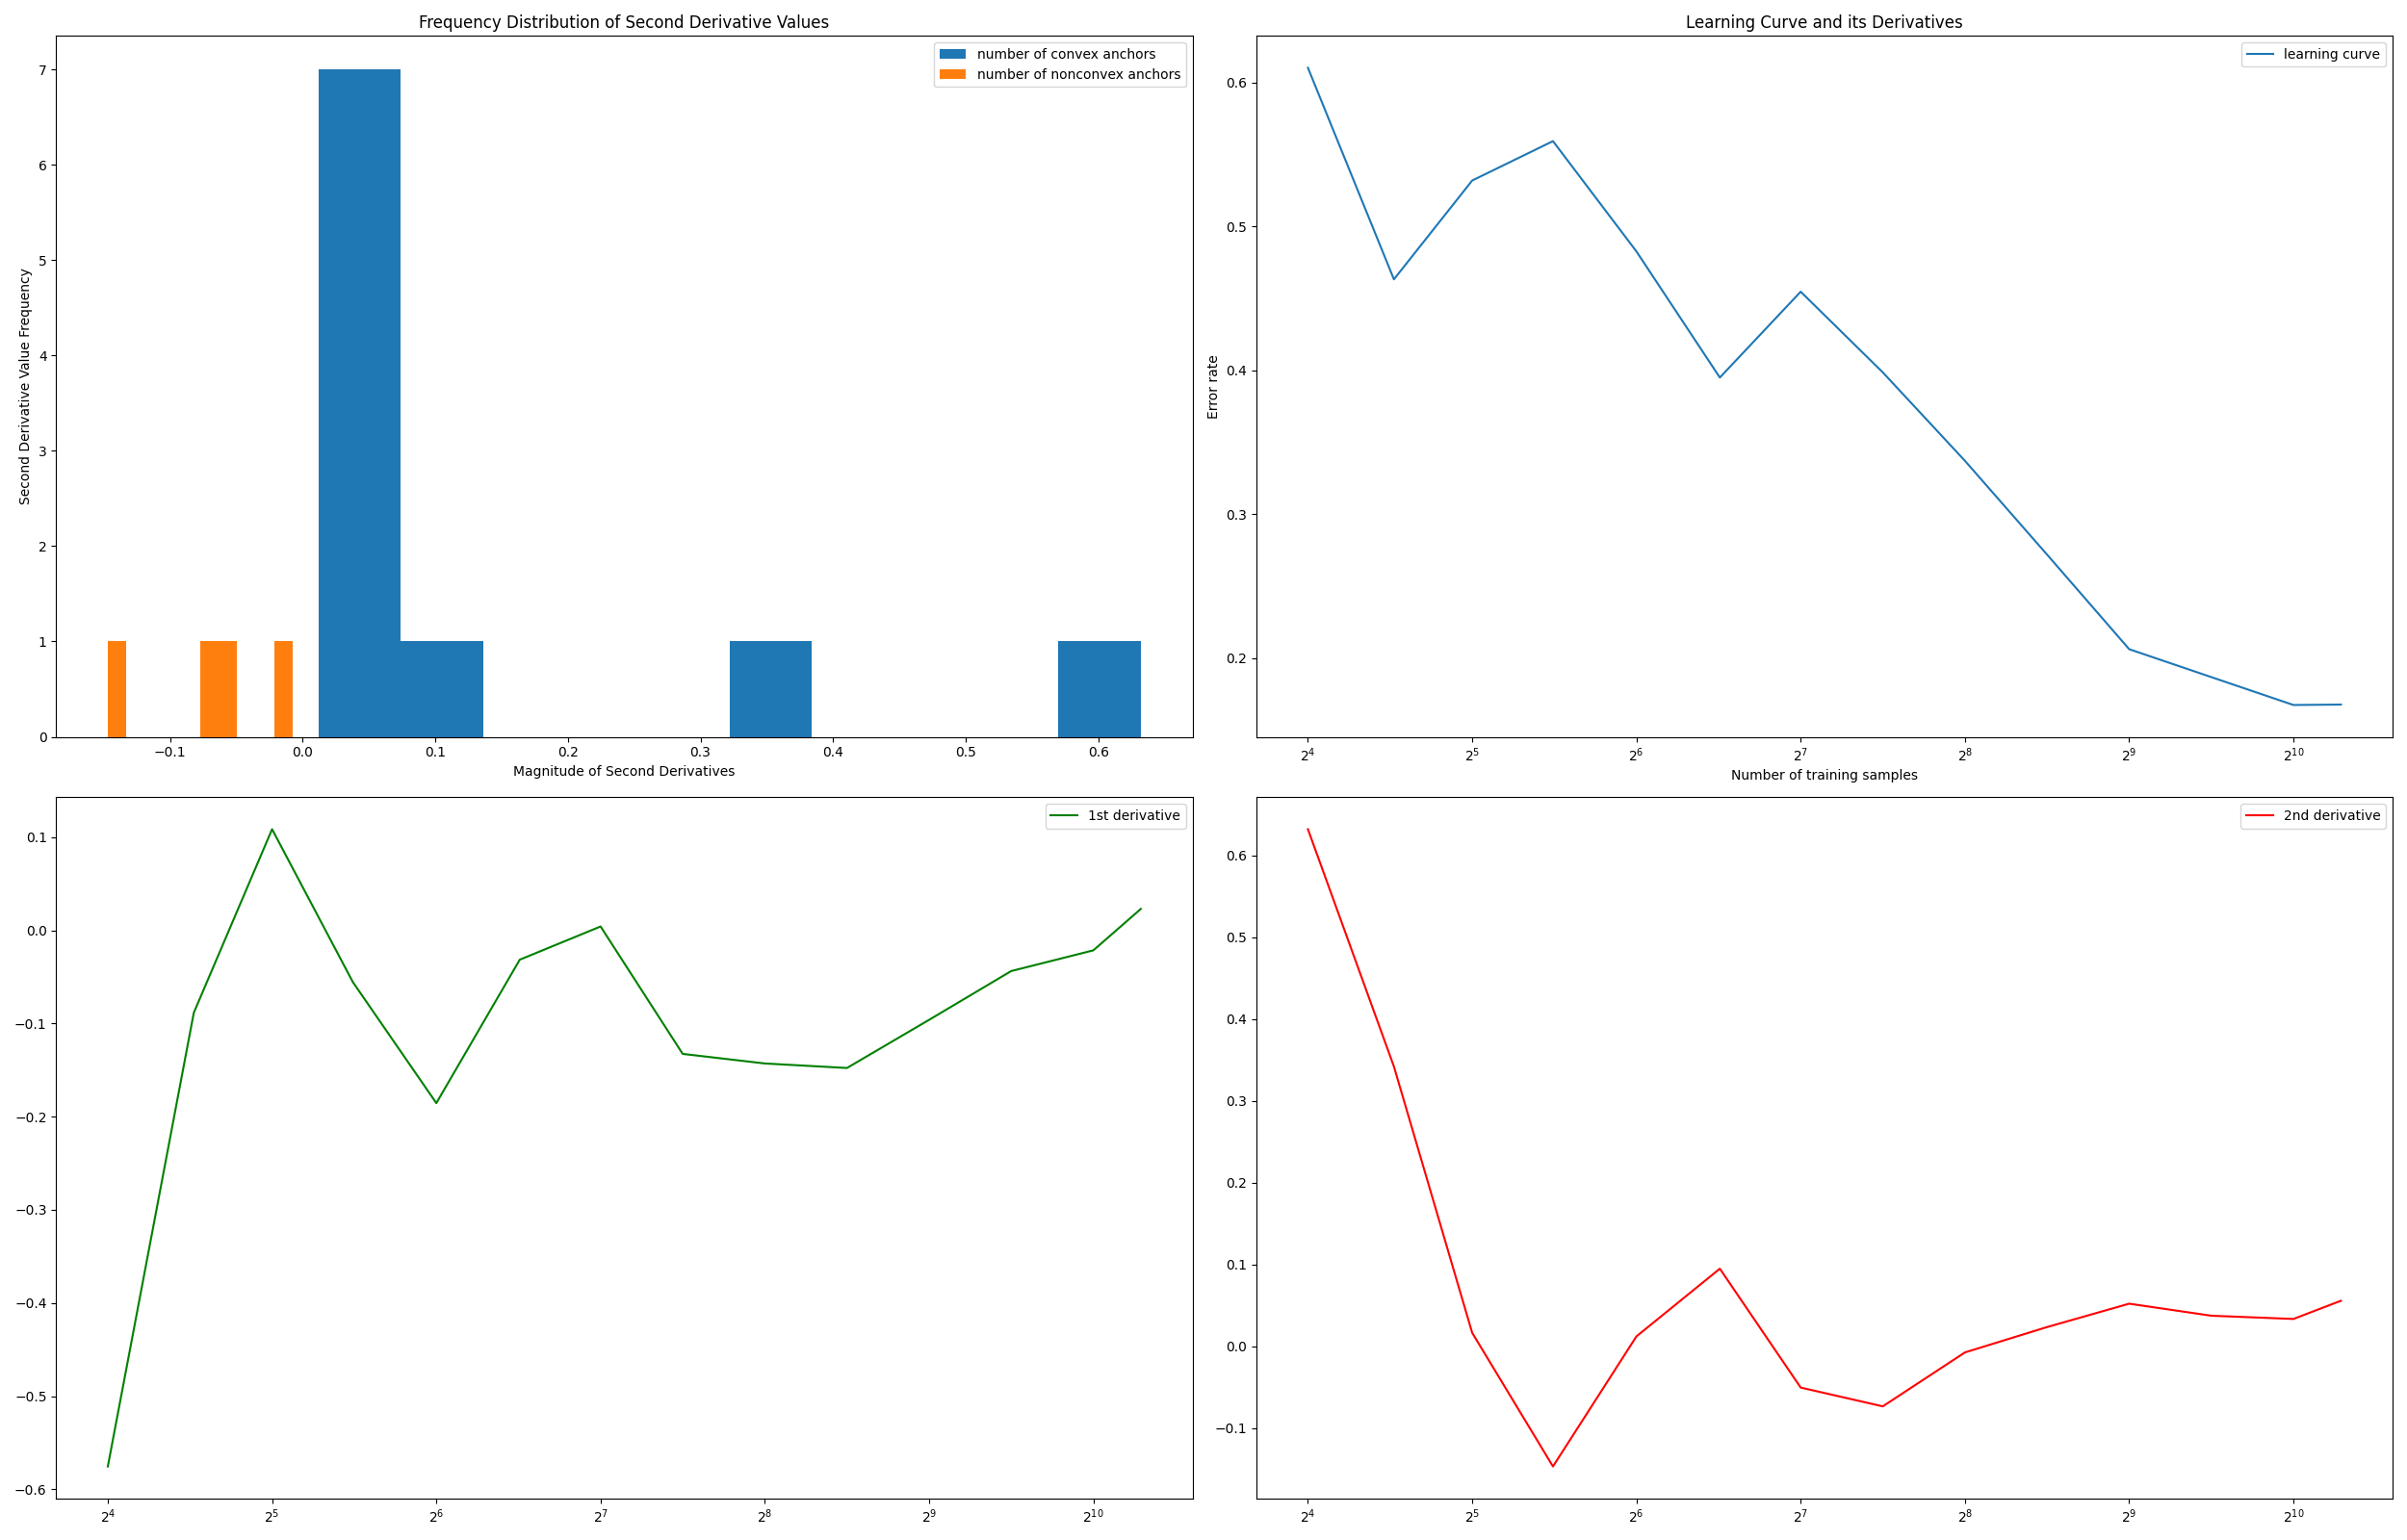 Frequency Distribution of Second Derivative Values
number of convex anchors
number of nonconvex anchors
Second Derivative Value Frequency
7
6
5
4
3
2
1
0
−0.1 0.0 0.1 0.2 0.3 0.4 0.5 0.6
Magnitude of Second Derivatives
Learning Curve and its Derivatives
learning curve
Error rate
0.6
0.5
0.4
0.3
0.2
2⁴ 2⁵ 2⁶ 2⁷ 2⁸ 2⁹ 2¹⁰
Number of training samples
1st derivative
0.1
0.0
−0.1
−0.2
−0.3
−0.4
−0.5
−0.6
2⁴ 2⁵ 2⁶ 2⁷ 2⁸ 2⁹ 2¹⁰
2nd derivative
0.6
0.5
0.4
0.3
0.2
0.1
0.0
−0.1
2⁴ 2⁵ 2⁶ 2⁷ 2⁸ 2⁹ 2¹⁰